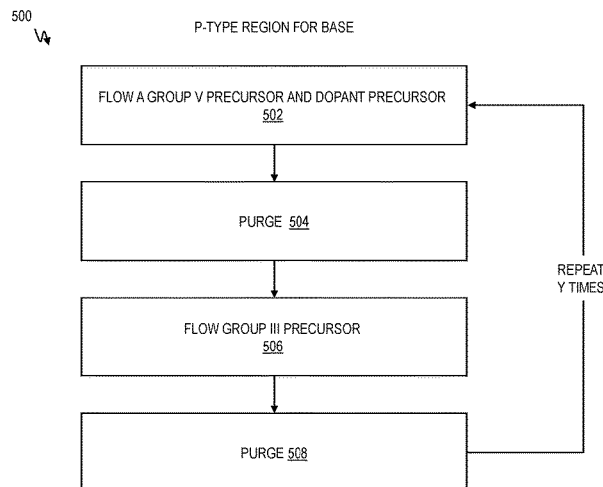 500
P-TYPE REGION FOR BASE
FLOW A GROUP V PRECURSOR AND DOPANT PRECURSOR
502
PURGE 504
FLOW GROUP III PRECURSOR
506
PURGE 508
REPEAT
Y TIMES